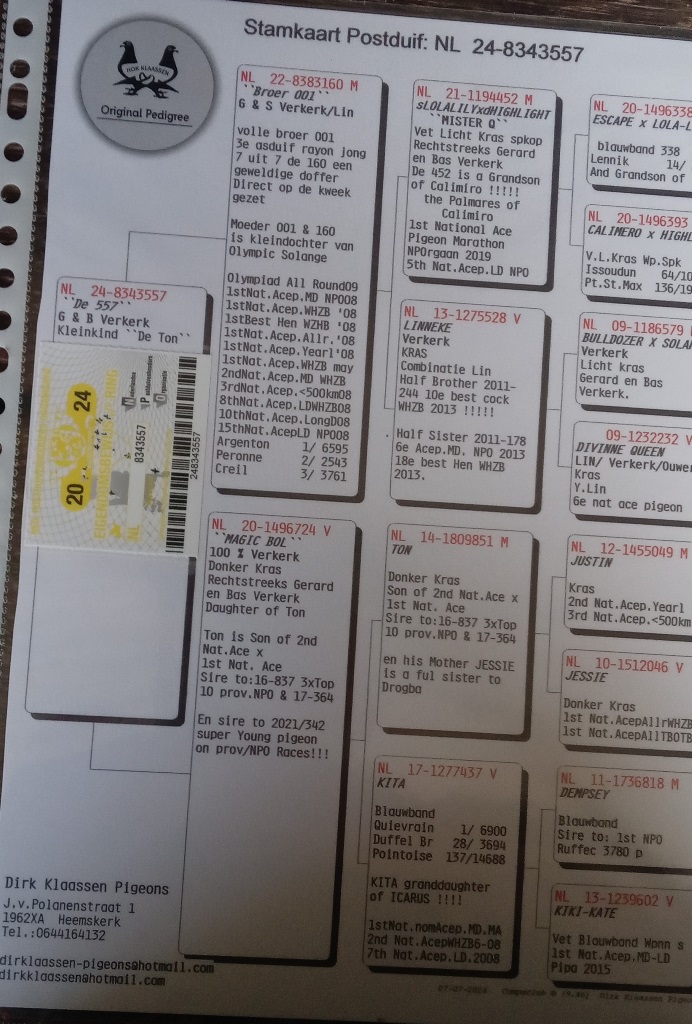 Stamkaart Postduif: NL 24-8343557
DIRK KLAASSEN
Original Pedigree
NL 24-8343557
``De 557``
G & B Verkerk
Kleinkind ``De Ton``
20 24
8343557
NL
248343557
NL 22-8383160 M
``Broer 001``
G & S Verkerk/Lin
volle broer 001
3e asduif rayon jong
7 uit 7 de 160 een
geweldige doffer
Direct op de kweek
gezet
Moeder 001 & 160
is kleindochter van
Olympic Solange
Olympiad All Round09
1stNat.Acep.MD NPO08
1stNat.Acep.WHZB '08
1stBest Hen WZHB '08
1stNat.Acep.Allr.'08
1stNat.Acep.Yearl'08
1stNat.Acep.WHZB may
2ndNat.Acep.MD WHZB
3rdNat.Acep.<500km08
8thNat.Acep.LDWHZB08
10thNat.Acep.LongD08
15thNat.AcepLD NPO08
Argenton 1/ 6595
Peronne 2/ 2543
Creil 3/ 3761
NL 20-1496724 V
``MAGIC BOL``
100 % Verkerk
Donker Kras
Rechtstreeks Gerard
en Bas Verkerk
Daughter of Ton
Ton is Son of 2nd
Nat.Ace x
1st Nat. Ace
Sire to:16-837 3xTop
10 prov.NPO & 17-364
En sire to 2021/342
super Young pigeon
on prov/NPO Races!!!
NL 21-1194452 M
sLOLALILYxdHIGHLIGHT
``MISTER Q``
Vet Licht Kras spkop
Rechtstreeks Gerard
en Bas Verkerk
De 452 is a Grandson
of Calimiro !!!!!
the Palmares of
Calimiro
1st National Ace
Pigeon Marathon
NPOrgaan 2019
5th Nat.Acep.LD NPO
NL 13-1275528 V
LINNEKE
Verkerk
KRAS
Combinatie Lin
Half Brother 2011-
244 10e best cock
WHZB 2013 !!!!!
Half Sister 2011-178
6e Acep.MD. NPO 2013
18e best Hen WHZB
2013.
NL 14-1809851 M
TON
Donker Kras
Son of 2nd Nat.Ace x
1st Nat. Ace
Sire to:16-837 3xTop
10 prov.NPO & 17-364
en his Mother JESSIE
is a ful sister to
Drogba
NL 17-1277437 V
KITA
Blauwband
Quievrain 1/ 6900
Duffel Br 28/ 3694
Pointoise 137/14688
KITA granddaughter
of ICARUS !!!!
1stNat.nomAcep.MD.MA
2nd Nat.AcepWHZB6-08
7th Nat.Acep.LD.2008
NL 20-1496338
ESCAPE x LOLA-L
blauwband 338
Lennik 14/
And Grandson of
NL 20-1496393
CALIMERO x HIGHL
V.L.Kras Wp.Spk
Issoudun 64/10
Pt.St.Max 136/19
NL 09-1186579
BULLDOZER x SOLA
Verkerk
Licht kras
Gerard en Bas
Verkerk.
09-1232232 V
DIVINNE QUEEN
LIN/ Verkerk/Ouwer
Kras
Y.Lin
6e nat ace pigeon
NL 12-1455049 M
JUSTIN
Kras
2nd Nat.Acep.Yearl
3rd Nat.Acep.<500km
NL 10-1512046 V
JESSIE
Donker Kras
1st Nat.AcepAllrWHZB
1st Nat.AcepAllTBOTB
NL 11-1736818 M
DEMPSEY
Blauwband
Sire to: 1st NPO
Ruffec 3780 p
NL 13-1239602 V
KIKI-KATE
Vet Blauwband Wpnn s
1st Nat.Acep.MD-LD
Pipa 2015
Dirk Klaassen Pigeons
J.v.Polanenstraat 1
1962XA Heemskerk
Tel.:0644164132
dirklaassen-pigeons@hotmail.com
dirkklaassen@hotmail.com